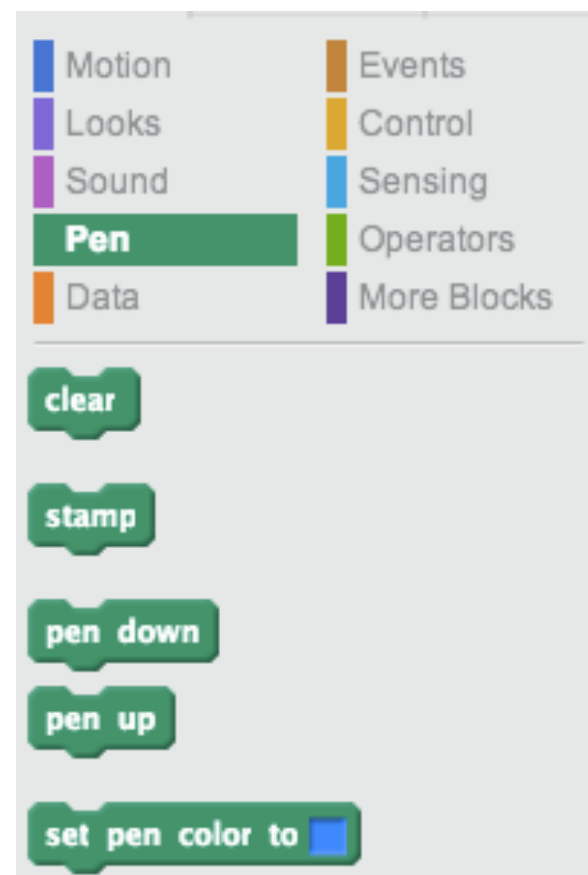 Motion
Looks
Sound
Pen
Data
Events
Control
Sensing
Operators
More Blocks
clear
stamp
pen down
pen up
set pen color to